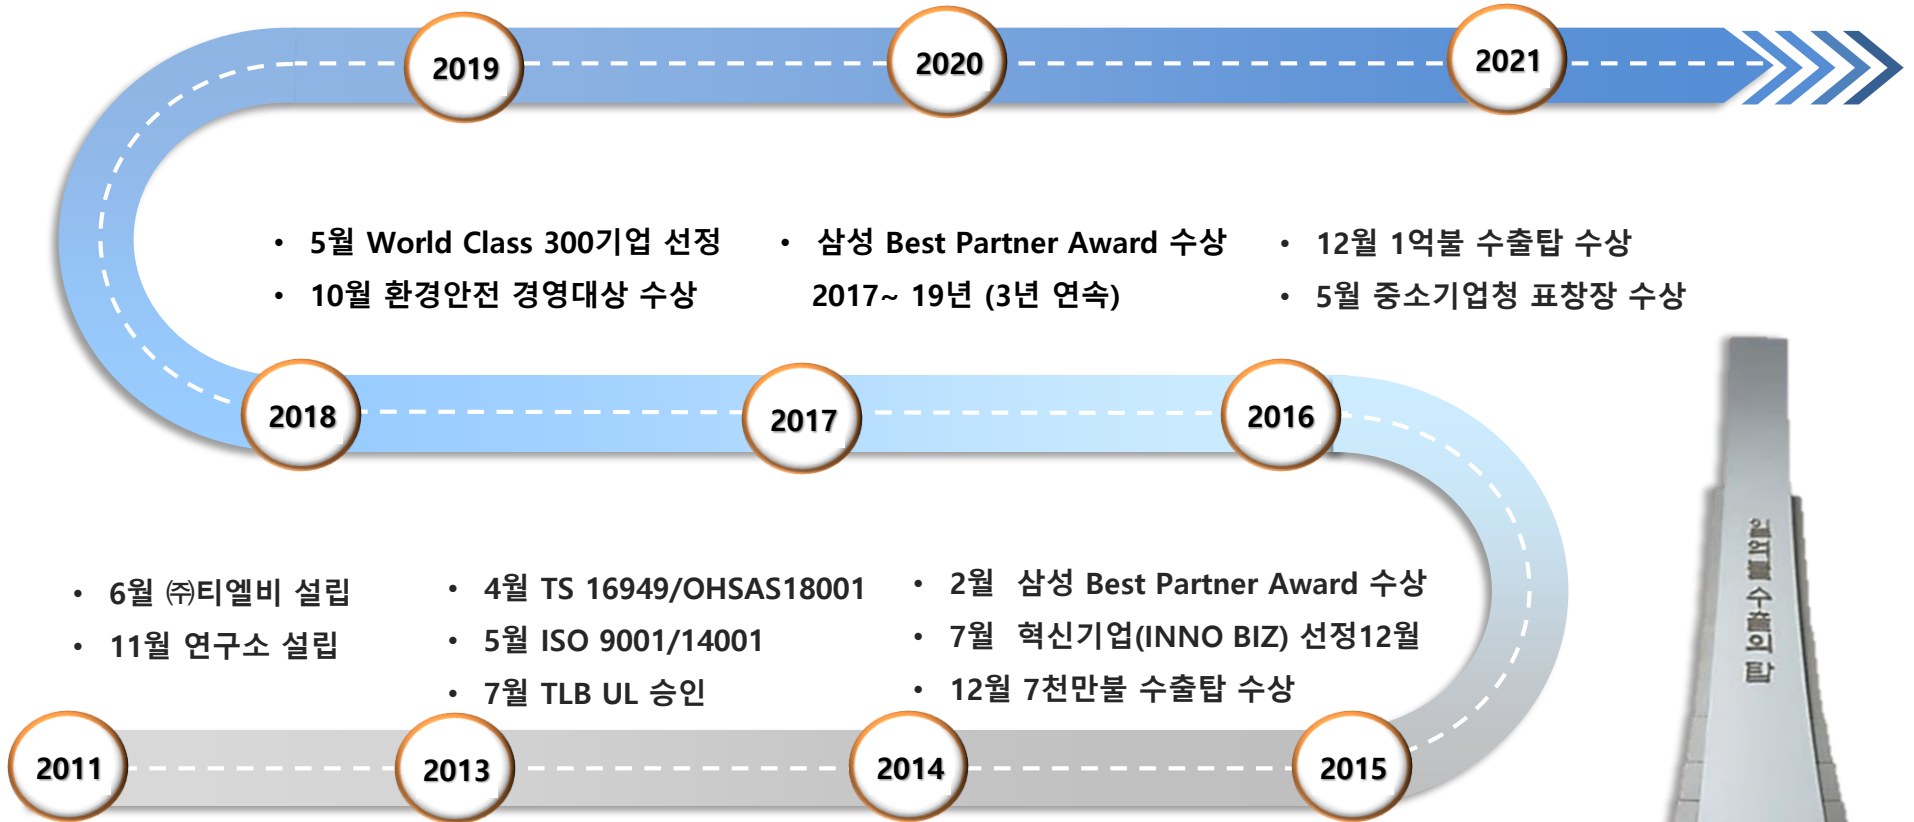 2019
2020
2021
• 5월 World Class 300기업 선정
• 10월 환경안전 경영대상 수상
• 삼성 Best Partner Award 수상
2017~ 19년 (3년 연속)
• 12월 1억불 수출탑 수상
• 5월 중소기업청 표창장 수상
2018
2017
2016
• 6월 ㈜티엘비 설립
• 11월 연구소 설립
• 4월 TS 16949/OHSAS18001
• 5월 ISO 9001/14001
• 7월 TLB UL 승인
• 2월 삼성 Best Partner Award 수상
• 7월 혁신기업(INNO BIZ) 선정12월
• 12월 7천만불 수출탑 수상
일억불 수출의 탑
2011
2013
2014
2015